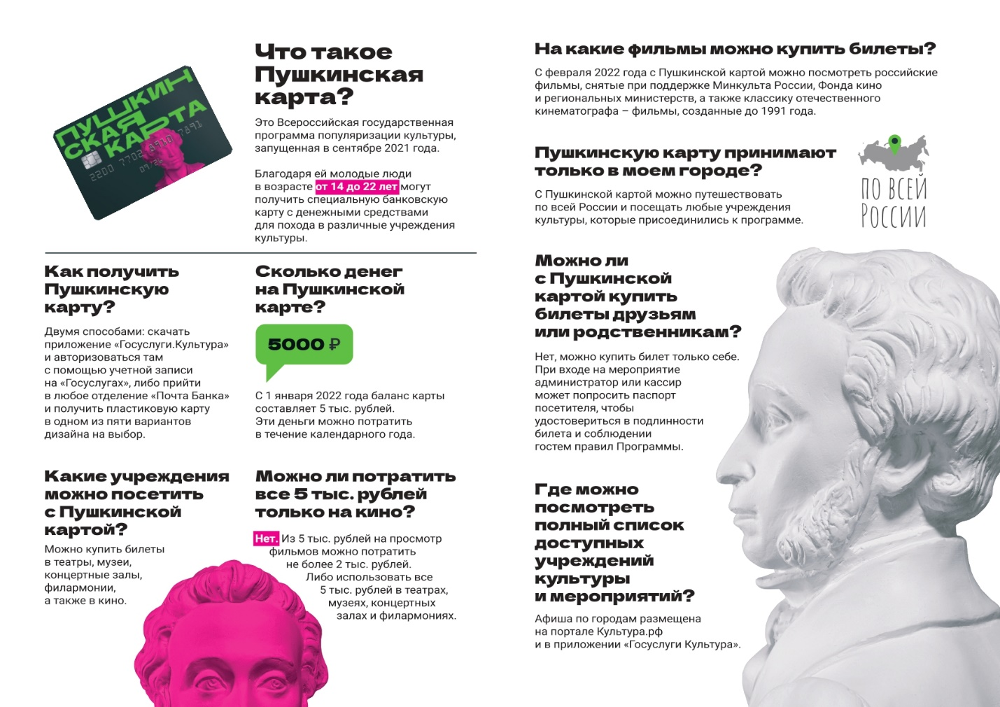 ПУШКИН
СКАЯ
КАРТА
2200 7702 8910 7891
Что такое
Пушкинская
карта?
Это Всероссийская государственная
программа популяризации культуры,
запущенная в сентябре 2021 года.
Благодаря ей молодые люди
в возрасте от 14 до 22 лет могут
получить специальную банковскую
карту с денежными средствами
для похода в различные учреждения
культуры.
Как получить
Пушкинскую
карту?
Двумя способами: скачать
приложение «Госуслуги.Культура»
и авторизоваться там
с помощью учетной записи
на «Госуслугах», либо прийти
в любое отделение «Почта Банка»
и получить пластиковую карту
в одном из пяти вариантов
дизайна на выбор.
Сколько денег
на Пушкинской
карте?
5000 ₽
С 1 января 2022 года баланс карты
составляет 5 тыс. рублей.
Эти деньги можно потратить
в течение календарного года.
Какие учреждения
можно посетить
с Пушкинской
картой?
Можно купить билеты
в театры, музеи,
концертные залы,
филармонии,
а также в кино.
Можно ли потратить
все 5 тыс. рублей
только на кино?
Нет. Из 5 тыс. рублей на просмотр
фильмов можно потратить
не более 2 тыс. рублей.
Либо использовать все
5 тыс. рублей в театрах,
музеях, концертных
залах и филармониях.
На какие фильмы можно купить билеты?
С февраля 2022 года с Пушкинской картой можно посмотреть российские
фильмы, снятые при поддержке Минкульта России, Фонда кино
и региональных министерств, а также классику отечественного
кинематографа – фильмы, созданные до 1991 года.
Пушкинскую карту принимают
только в моем городе?
С Пушкинской картой можно путешествовать
по всей России и посещать любые учреждения
культуры, которые присоединились к программе.
ПО ВСЕЙ
РОССИИ
Можно ли
с Пушкинской
картой купить
билеты друзьям
или родственникам?
Нет, можно купить билет только себе.
При входе на мероприятие
администратор или кассир
может попросить паспорт
посетителя, чтобы
удостовериться в подлинности
билета и соблюдении
гостем правил Программы.
Где можно
посмотреть
полный список
доступных
учреждений
культуры
и мероприятий?
Афиша по городам размещена
на портале Культура.рф
и в приложении «Госуслуги Культура».